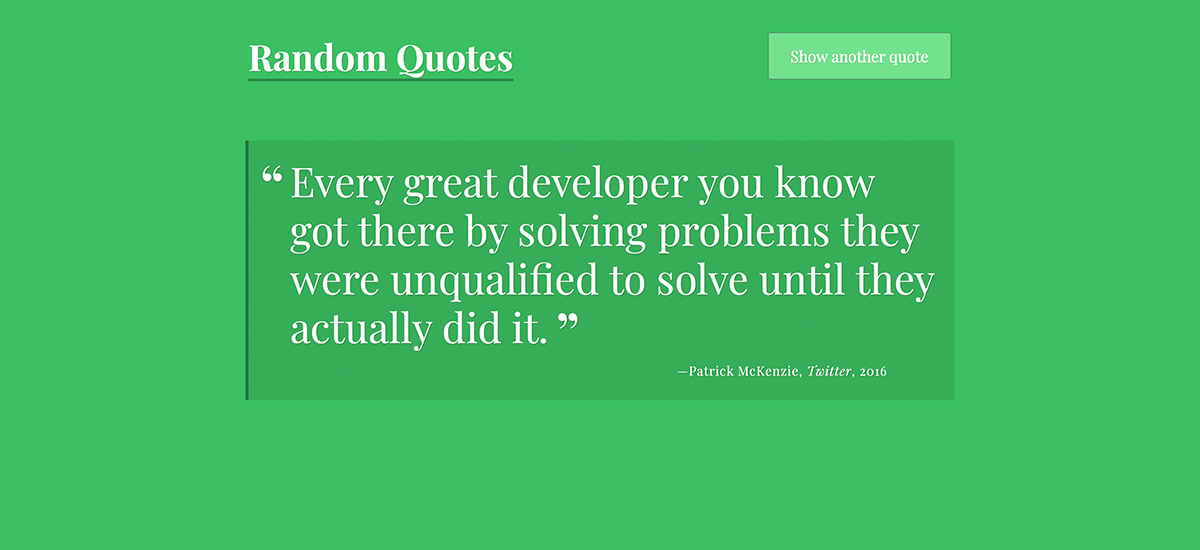 Random Quotes
Show another quote
“Every great developer you know
got there by solving problems they
were unqualified to solve until they
actually did it. ”
—Patrick McKenzie, Twitter, 2016